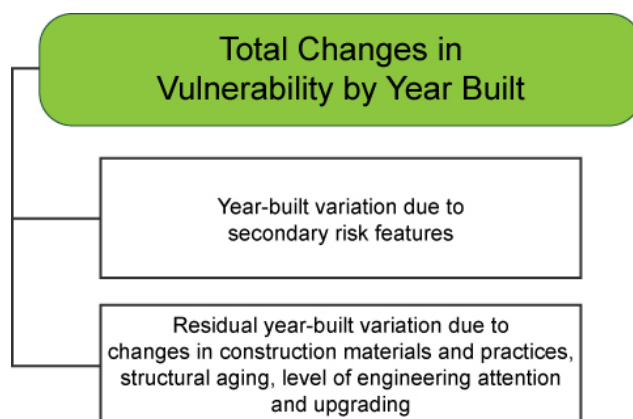 Total Changes in
Vulnerability by Year Built
Year-built variation due to
secondary risk features
Residual year-built variation due to
changes in construction materials and practices,
structural aging, level of engineering attention
and upgrading